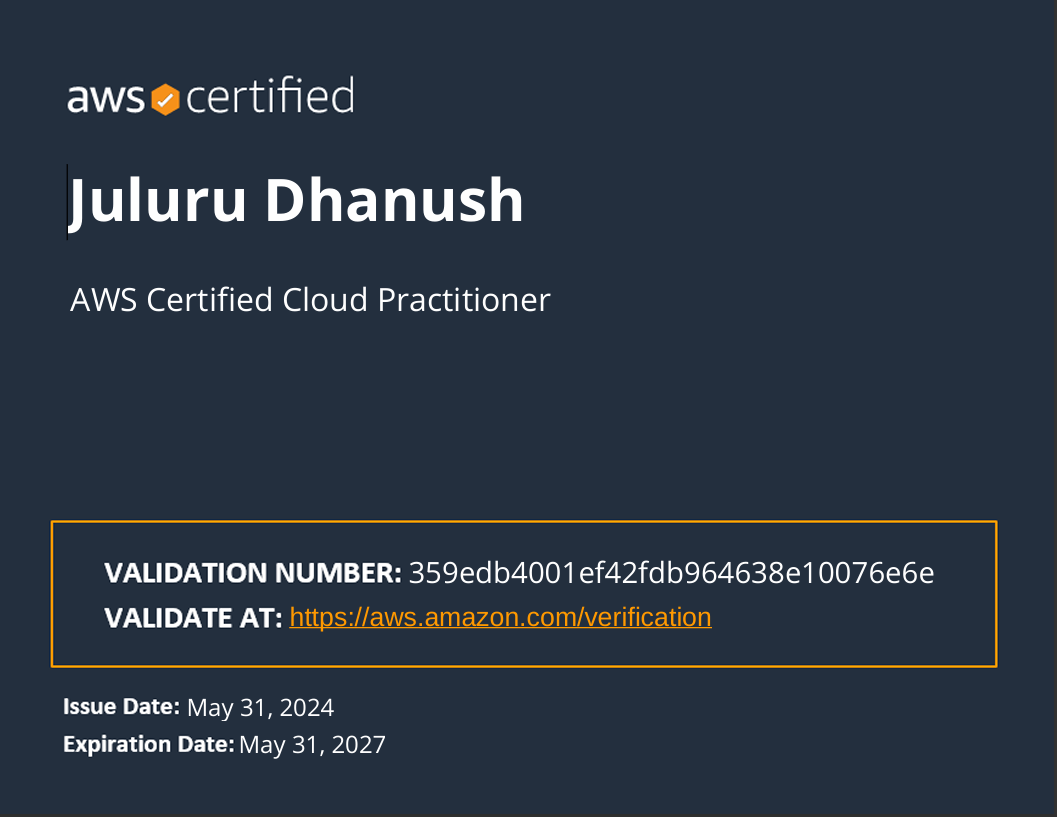 aws certified
Juluru Dhanush
AWS Certified Cloud Practitioner
VALIDATION NUMBER: 359edb4001ef42fdb964638e10076e6e
VALIDATE AT: https://aws.amazon.com/verification
Issue Date: May 31, 2024
Expiration Date: May 31, 2027